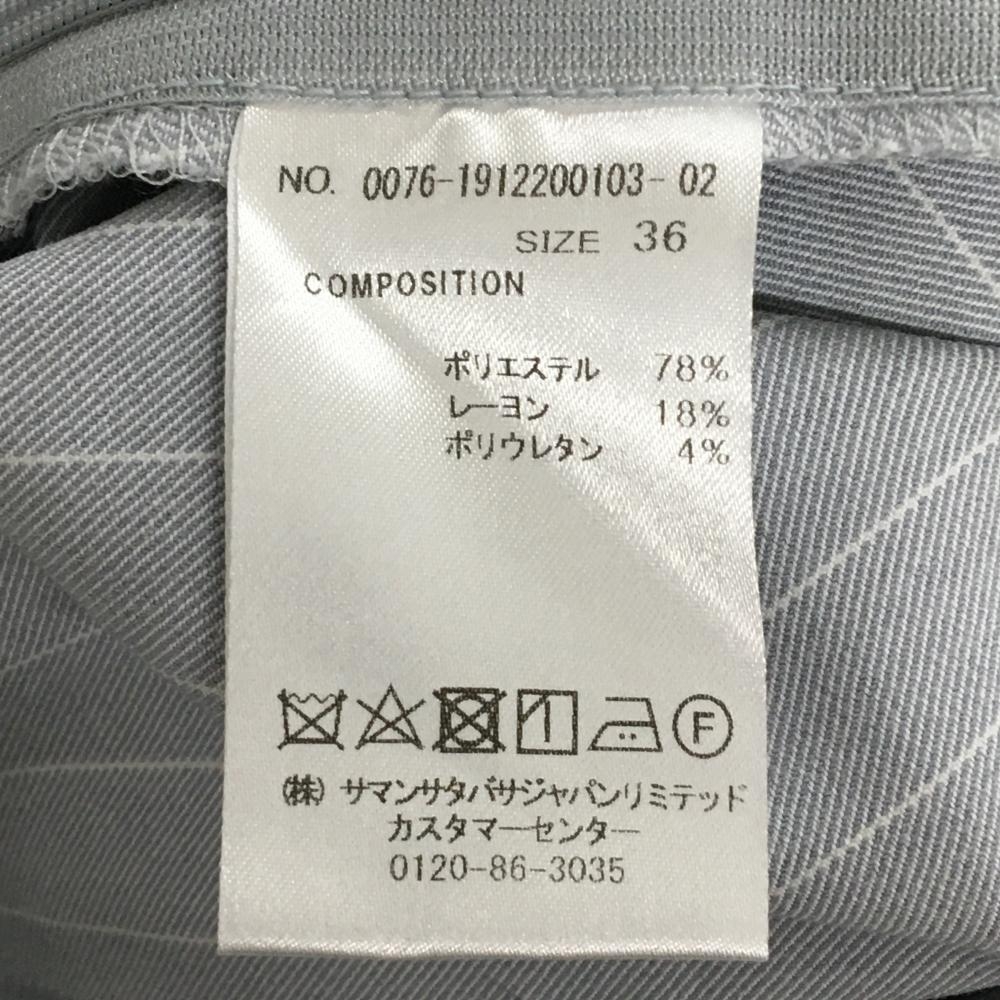 NO. 0076-1912200103-02
SIZE 36
COMPOSITION
ポリエステル 78%
レーヨン 18%
ポリウレタン 4%
F
(株) サマンサタバサジャパンリミテッド
カスタマーセンター
0120-86-3035